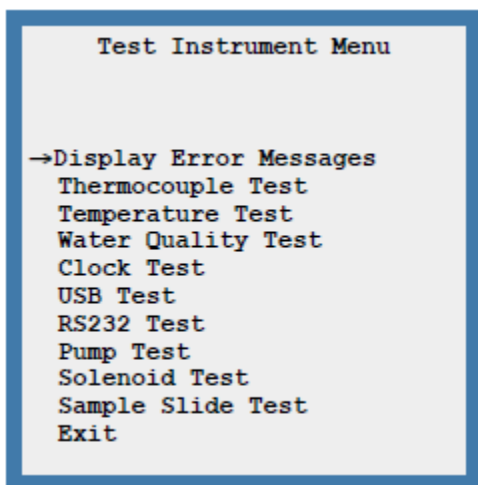 Test Instrument Menu
→Display Error Messages
Thermocouple Test
Temperature Test
Water Quality Test
Clock Test
USB Test
RS232 Test
Pump Test
Solenoid Test
Sample Slide Test
Exit